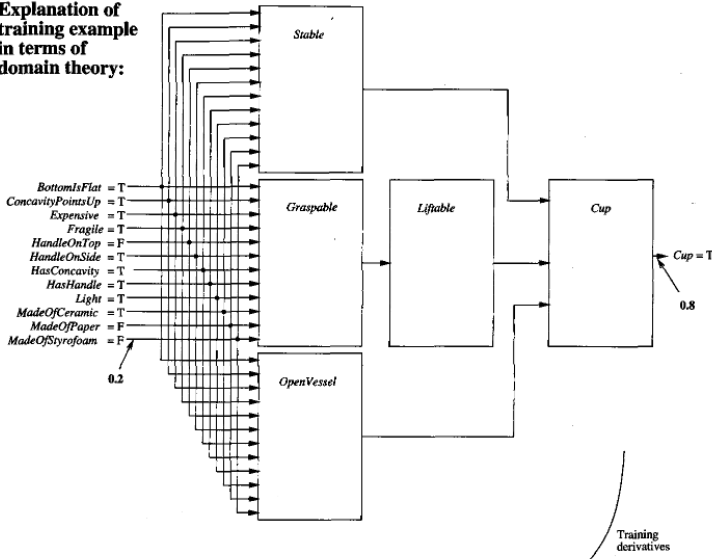 Explanation of
training example
in terms of
domain theory:
Stable
BottomIsFlat = T
ConcavityPointsUp = T
Expensive = T
Fragile = T
HandleOnTop = F
HandleOnSide = T
HasConcavity = T
HasHandle = T
Light = T
MadeOfCeramic = T
MadeOfPaper = F
MadeOfStyrofoam = F
0.2
Graspable
Liftable
Cup
Cup = T
0.8
OpenVessel
Training
derivatives